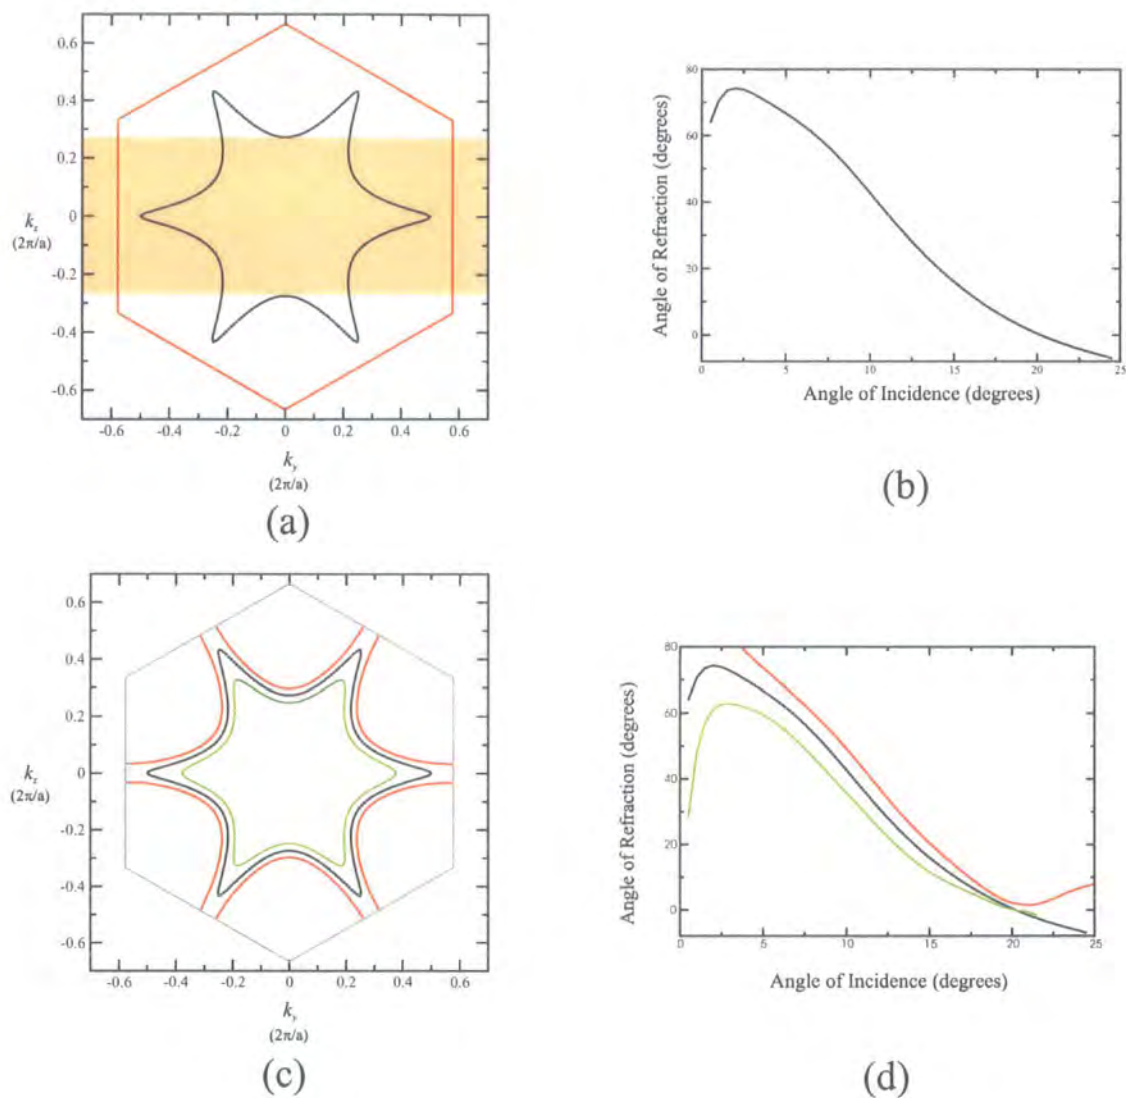 0.6
0.4
0.2
0
-0.2
-0.4
-0.6
k_z
(2π/a)
-0.6 -0.4 -0.2 0 0.2 0.4 0.6
k_y
(2π/a)
(a)
80
60
40
20
0
Angle of Refraction (degrees)
0 5 10 15 20 25
Angle of Incidence (degrees)
(b)
0.6
0.4
0.2
0
-0.2
-0.4
-0.6
k_z
(2π/a)
-0.6 -0.4 -0.2 0 0.2 0.4 0.6
k_y
(2π/a)
(c)
80
60
40
20
0
Angle of Refraction (degrees)
0 5 10 15 20 25
Angle of Incidence (degrees)
(d)